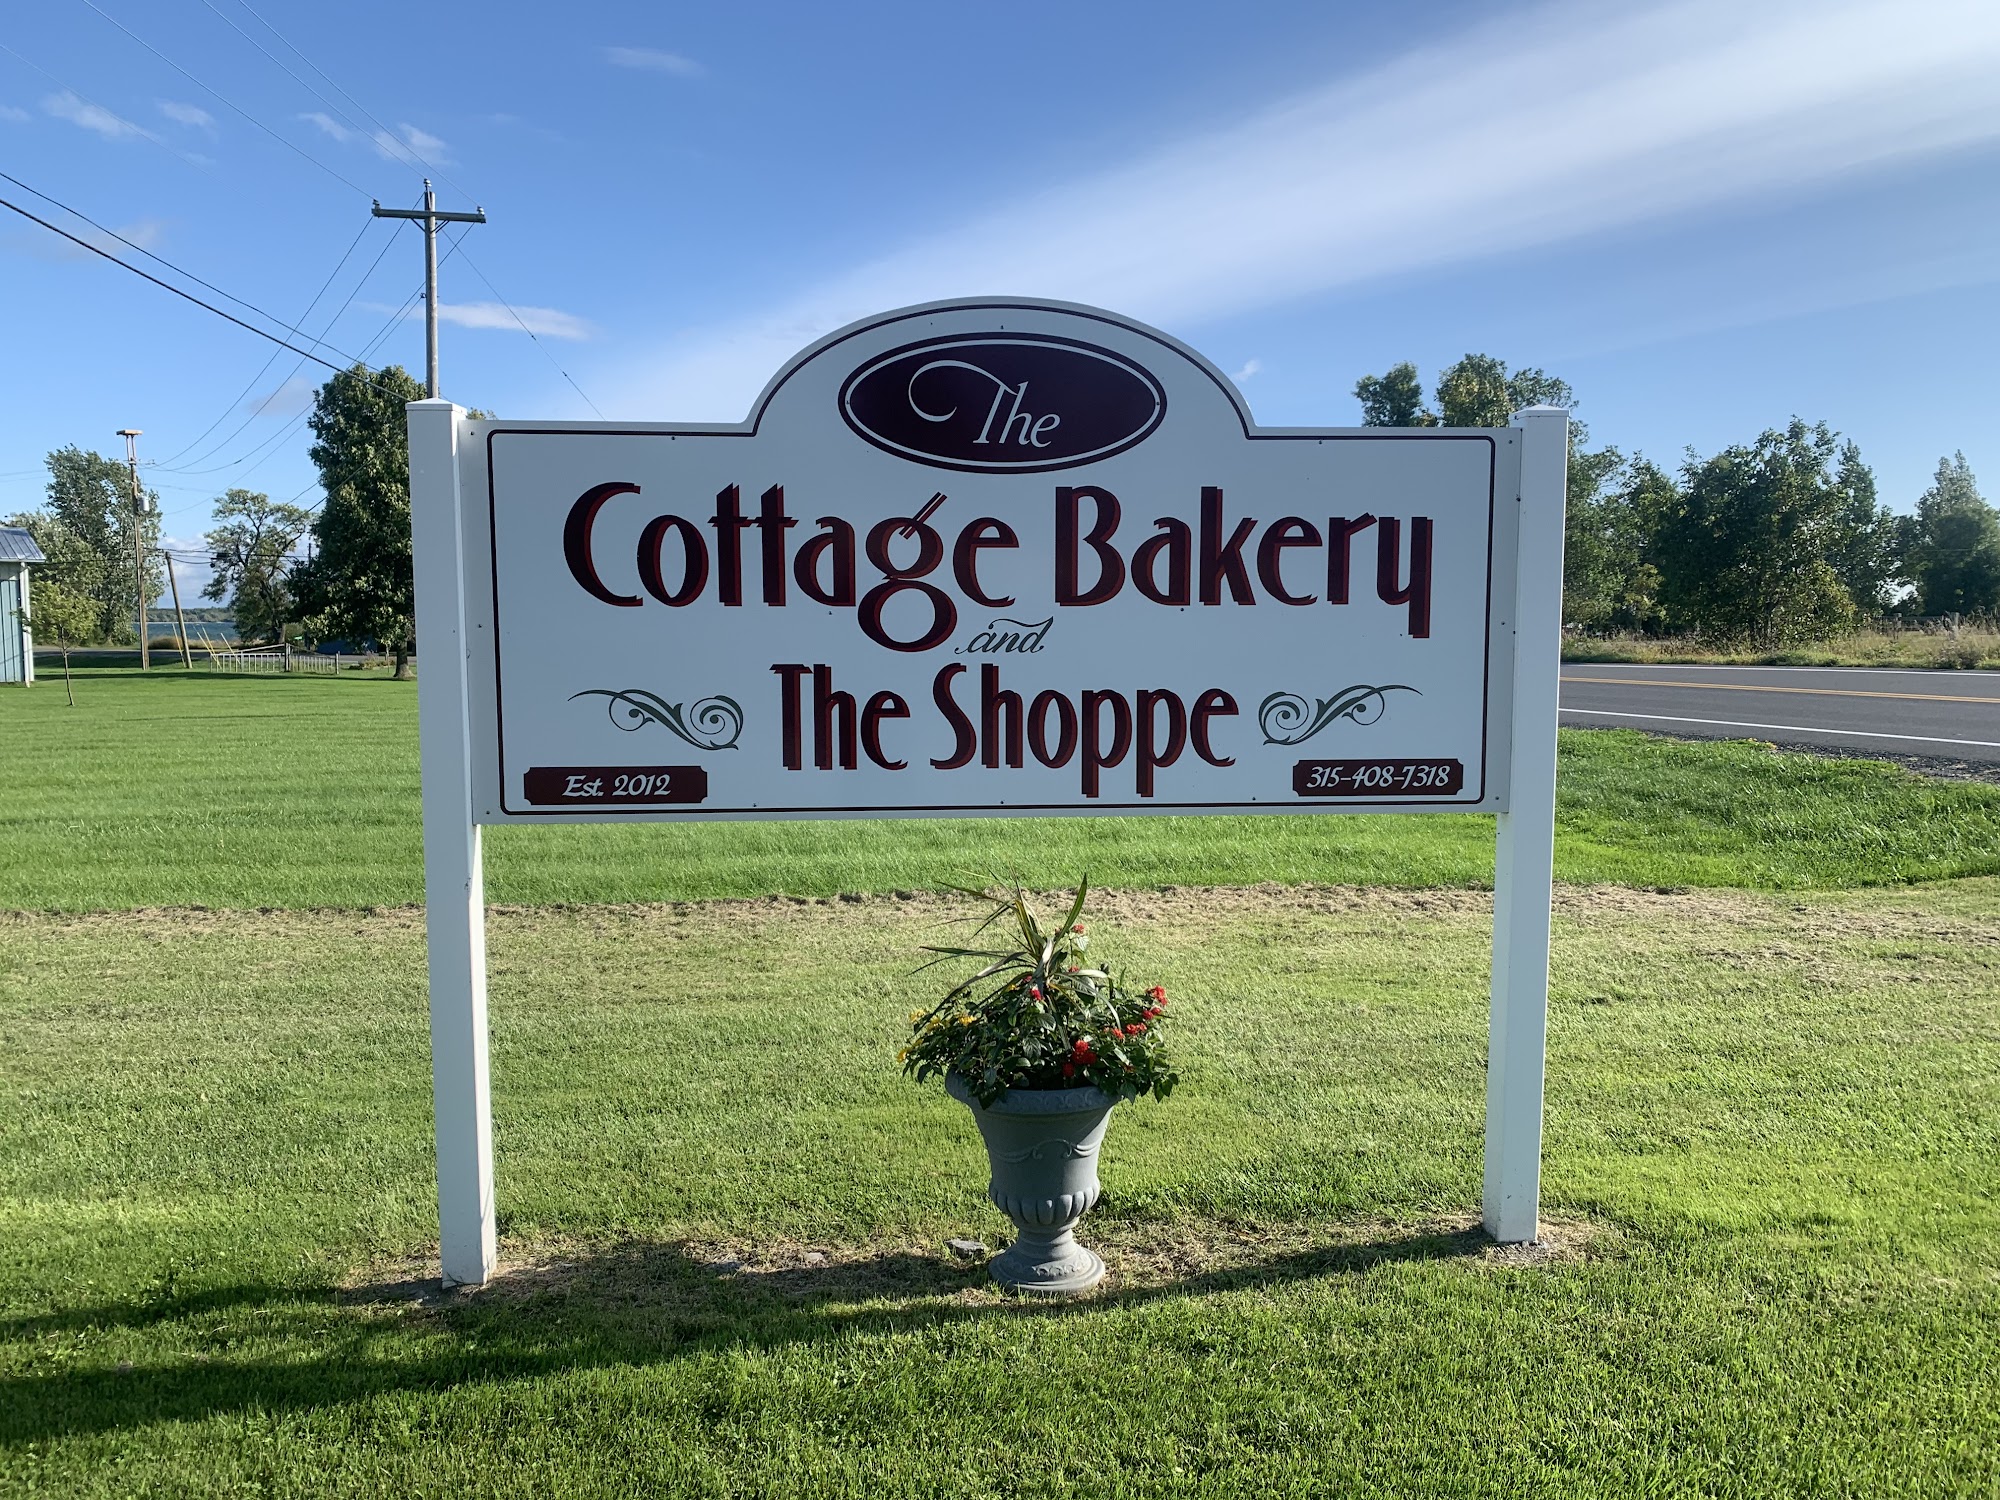 The
Cottage Bakery
and
The Shoppe
Est. 2012
315-408-7318